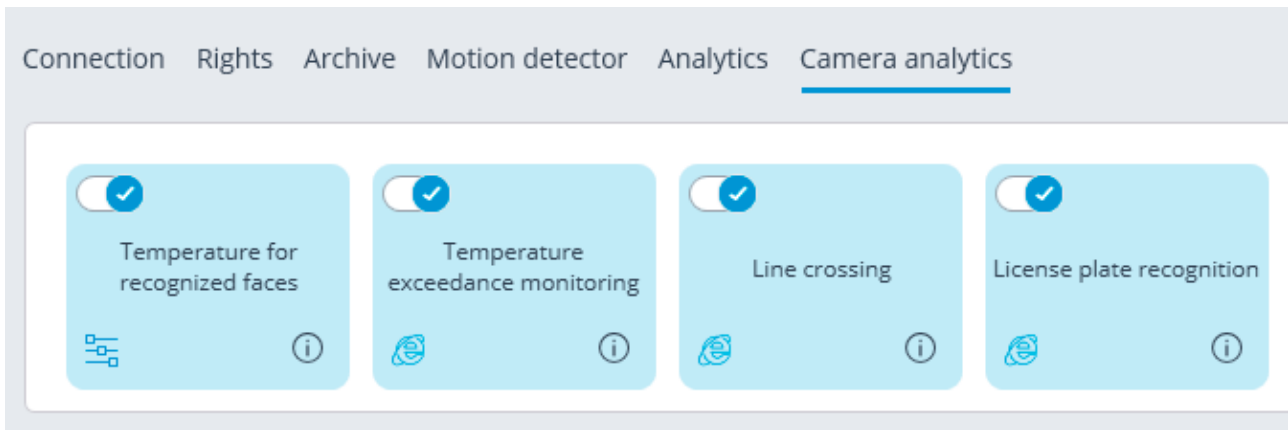 Connection Rights Archive Motion detector Analytics Camera analytics
Temperature for
recognized faces
Temperature
exceedance monitoring
Line crossing
License plate recognition